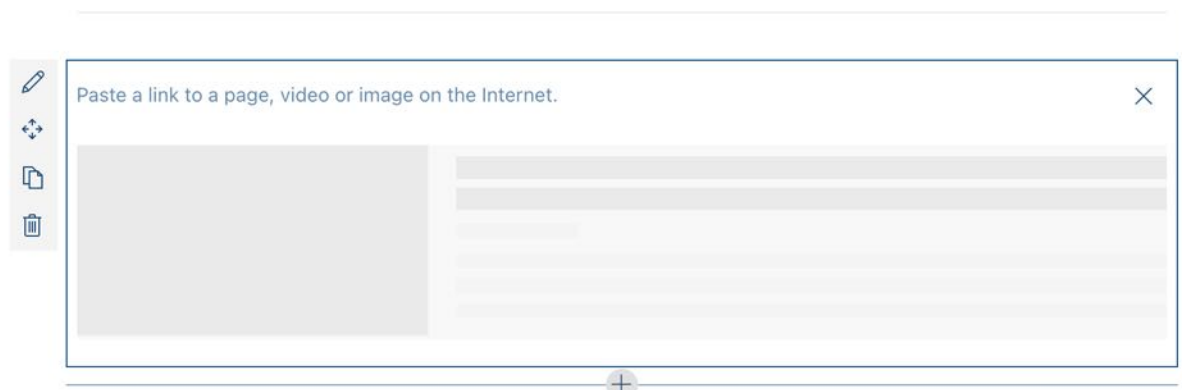 Paste a link to a page, video or image on the Internet.